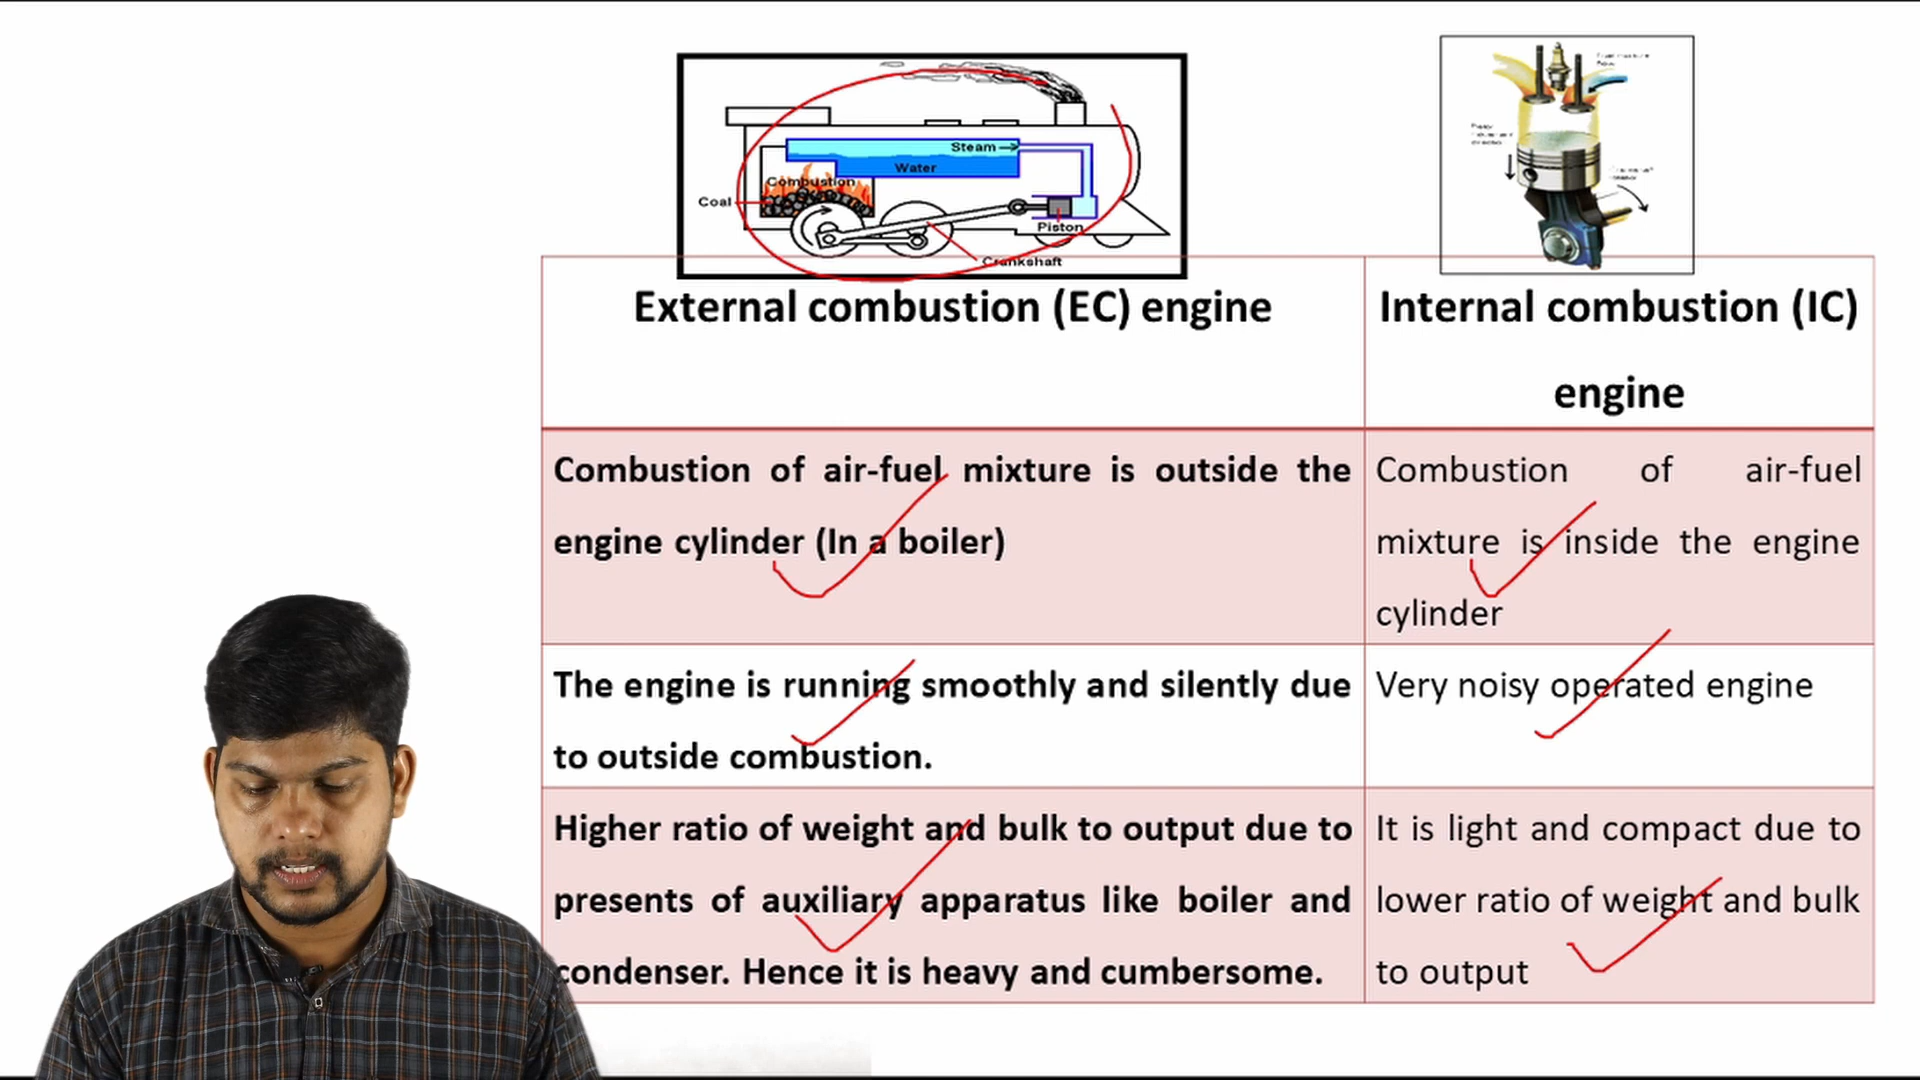 Steam
Water
Combustion
Coal
Piston
Crankshaft
External combustion (EC) engine
Internal combustion (IC)
engine
Combustion of air-fuel mixture is outside the
engine cylinder (In a boiler)
Combustion of air-fuel
mixture is inside the engine
cylinder
The engine is running smoothly and silently due
to outside combustion.
Very noisy operated engine
Higher ratio of weight and bulk to output due to
presents of auxiliary apparatus like boiler and
condenser. Hence it is heavy and cumbersome.
It is light and compact due to
lower ratio of weight and bulk
to output